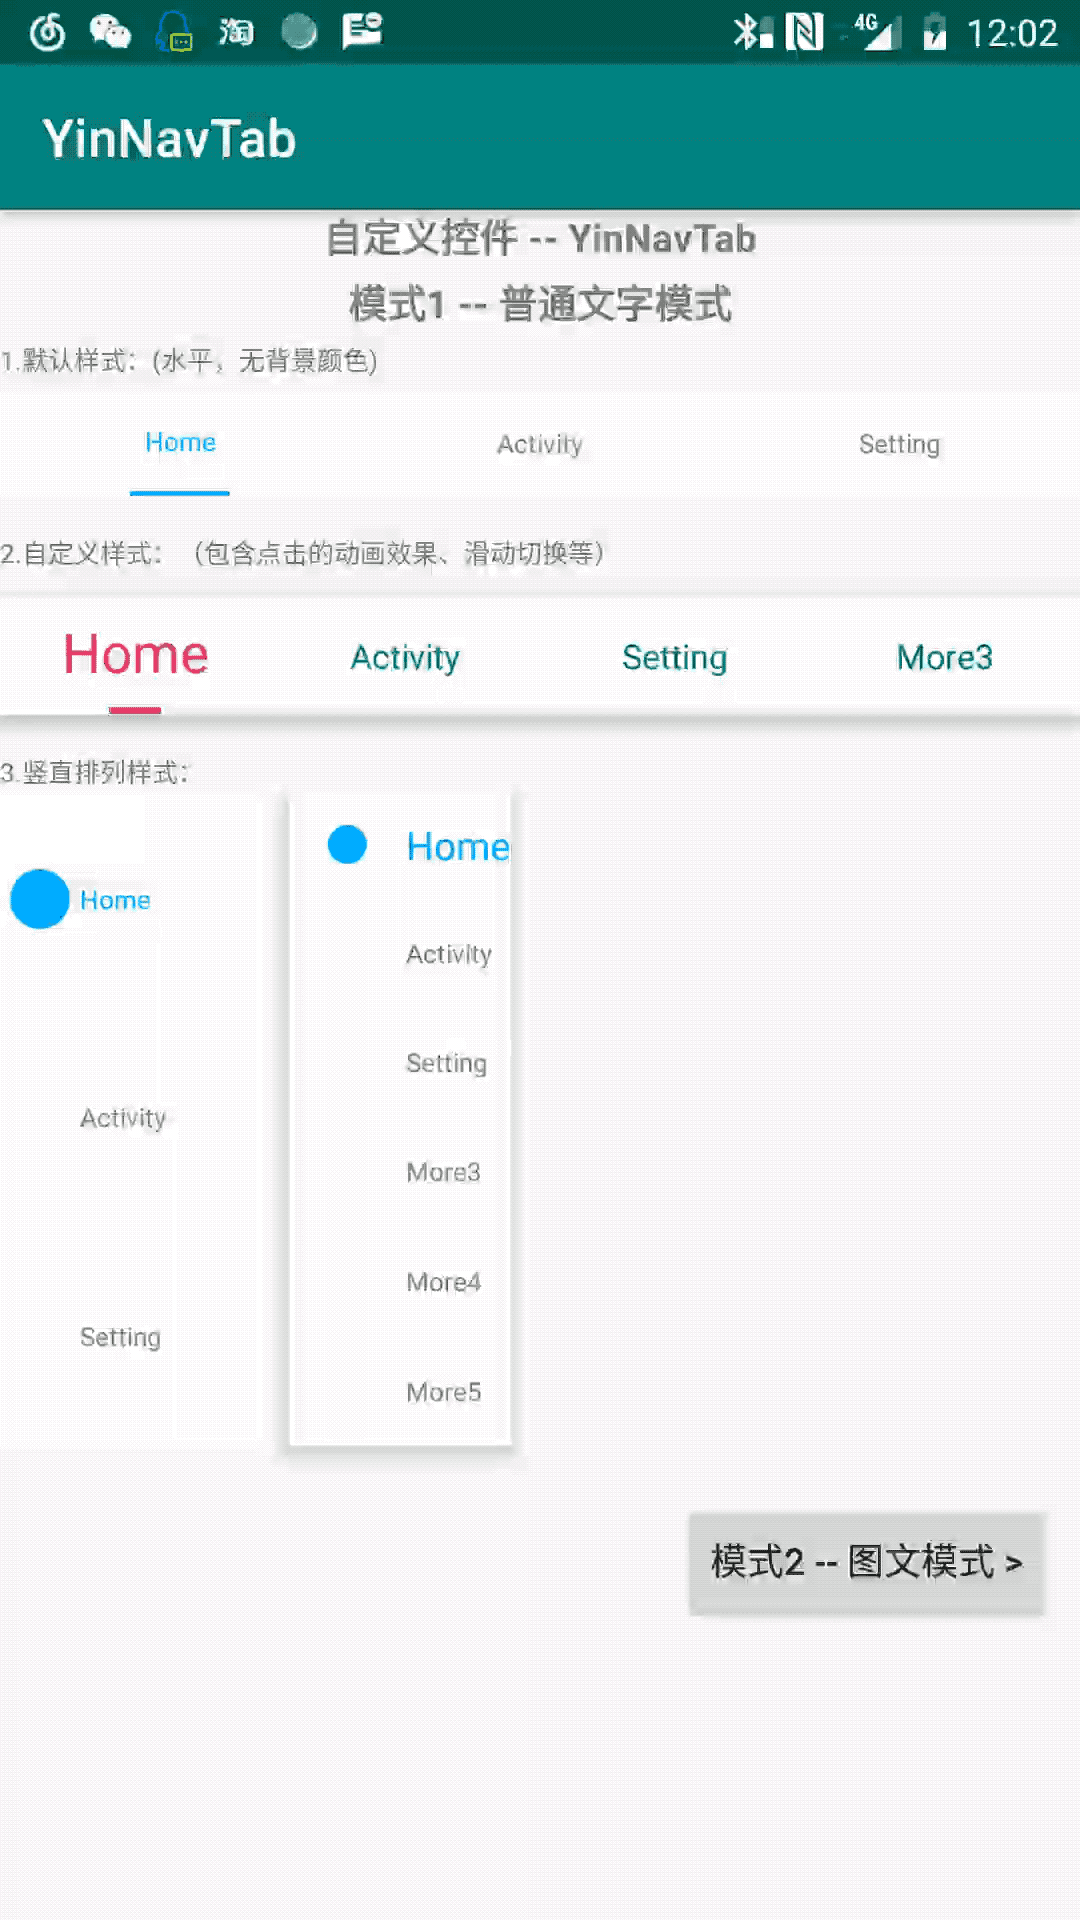 淘 4G 12:02
YinNavTab
自定义控件 -- YinNavTab
模式1 -- 普通文字模式
1.默认样式：(水平，无背景颜色)
Home Activity Setting
2.自定义样式： （包含点击的动画效果、滑动切换等）
Home Activity Setting More3
3.竖直排列样式：
Home
Activity
Setting
Home
Activity
Setting
More3
More4
More5
模式2 -- 图文模式 >